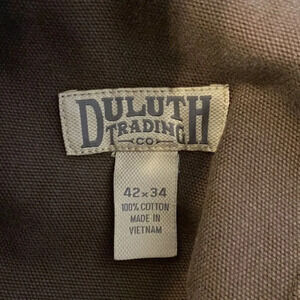 DULUTH
TRADING
CO
42x34
100% COTTON
MADE IN
VIETNAM